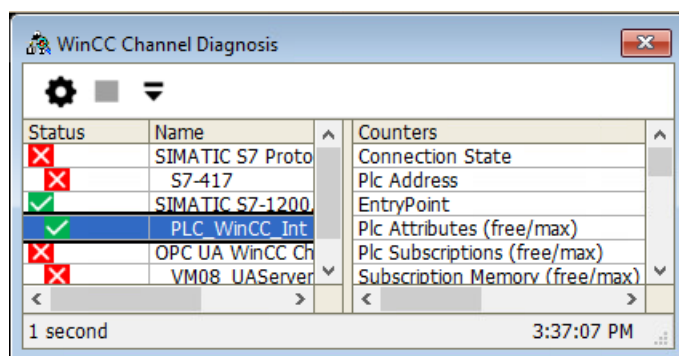 WinCC Channel Diagnosis
Status Name Counters
SIMATIC S7 Proto Connection State
S7-417 Plc Address
SIMATIC S7-1200, EntryPoint
PLC_WinCC_Int Plc Attributes (free/max)
OPC UA WinCC Ch Plc Subscriptions (free/max)
VM08_UAServer Subscription Memory (free/max)
1 second 3:37:07 PM